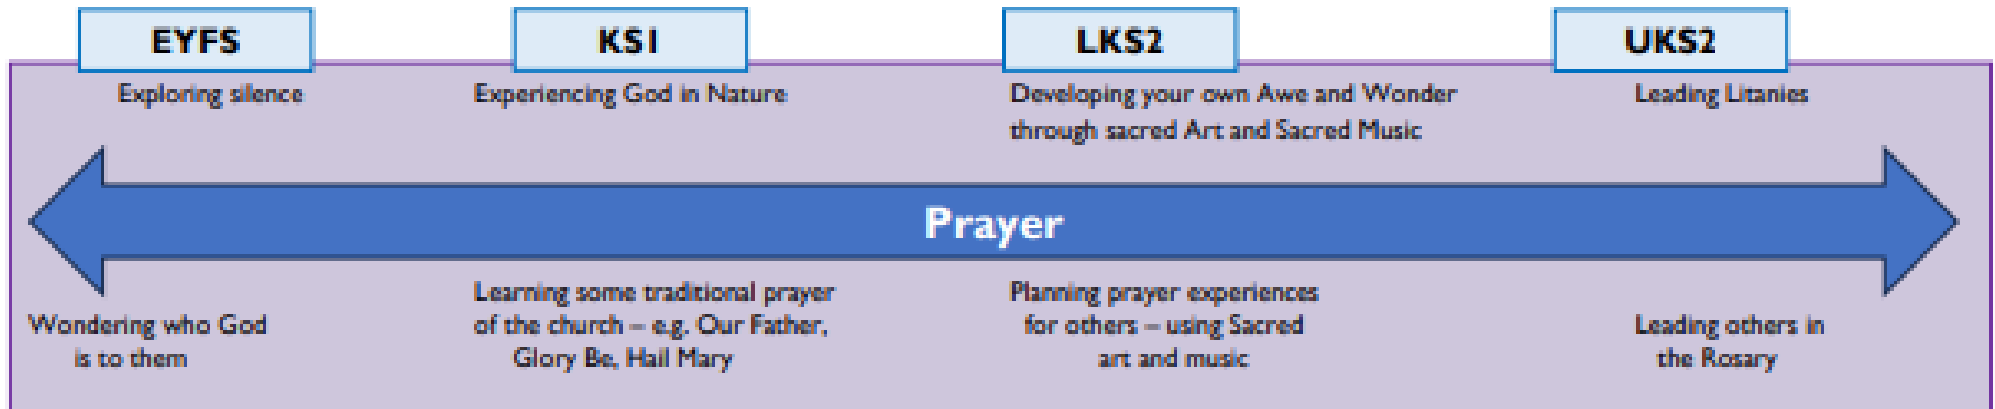 EYFS
KS1
LKS2
UKS2
Exploring silence
Experiencing God in Nature
Developing your own Awe and Wonder
through sacred Art and Sacred Music
Leading Litanies
Prayer
Wondering who God
is to them
Learning some traditional prayer
of the church – e.g. Our Father,
Glory Be, Hail Mary
Planning prayer experiences
for others – using Sacred
art and music
Leading others in
the Rosary